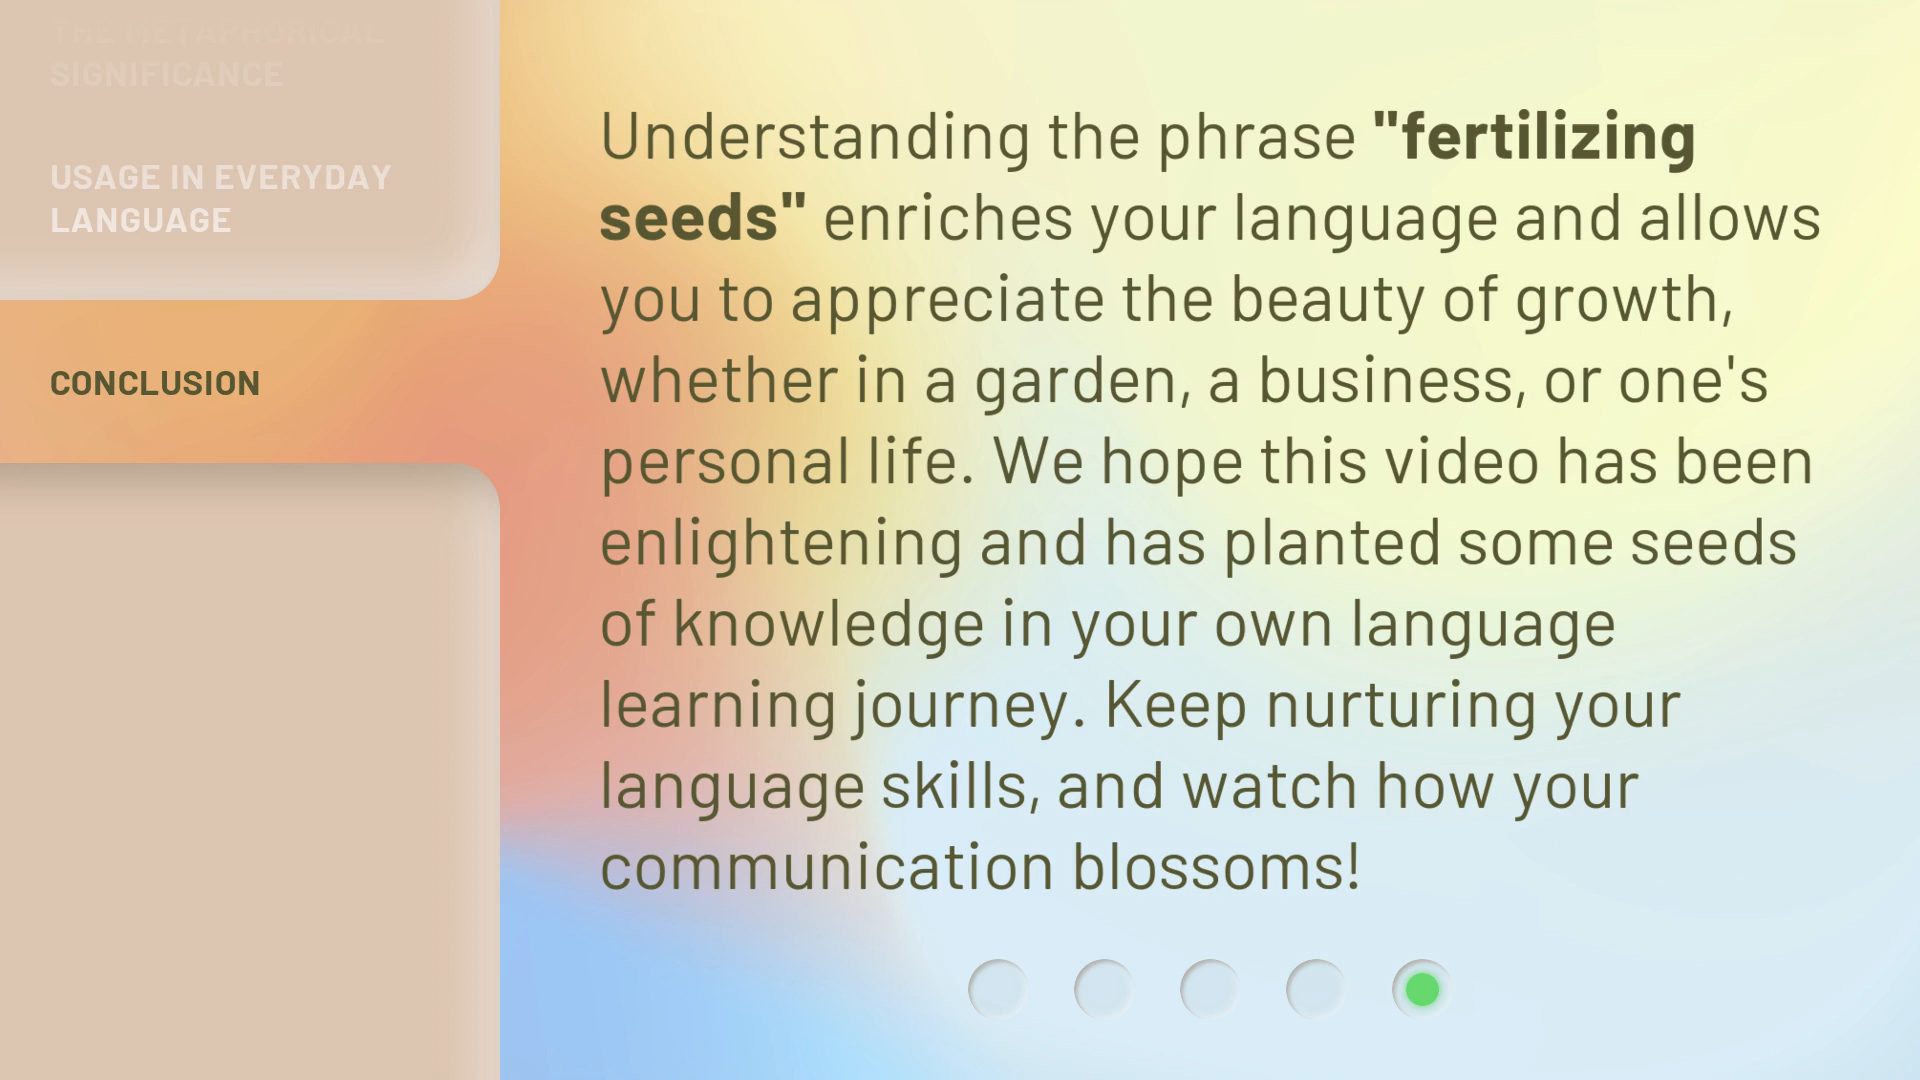 THE METAPHORICAL
SIGNIFICANCE
USAGE IN EVERYDAY
LANGUAGE
CONCLUSION
Understanding the phrase "fertilizing
seeds" enriches your language and allows
you to appreciate the beauty of growth,
whether in a garden, a business, or one's
personal life. We hope this video has been
enlightening and has planted some seeds
of knowledge in your own language
learning journey. Keep nurturing your
language skills, and watch how your
communication blossoms!